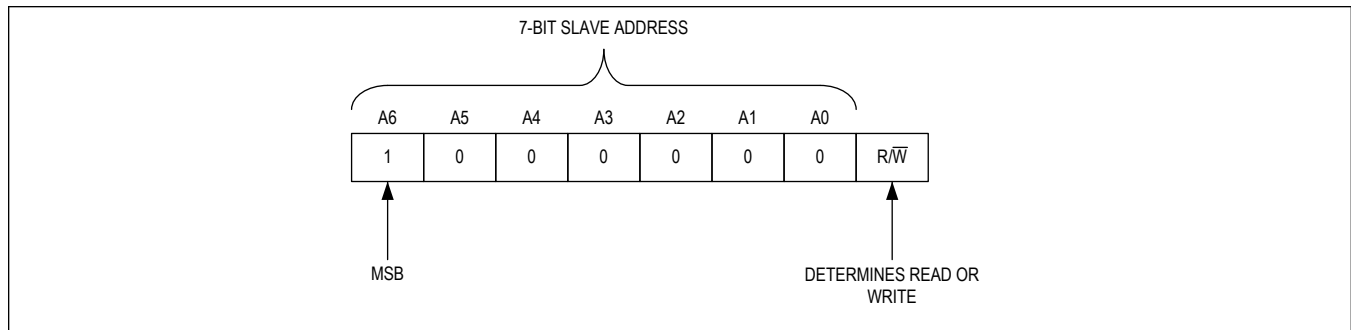 7-BIT SLAVE ADDRESS
A6 A5 A4 A3 A2 A1 A0
1 0 0 0 0 0 0 R/W̅
MSB
DETERMINES READ OR
WRITE